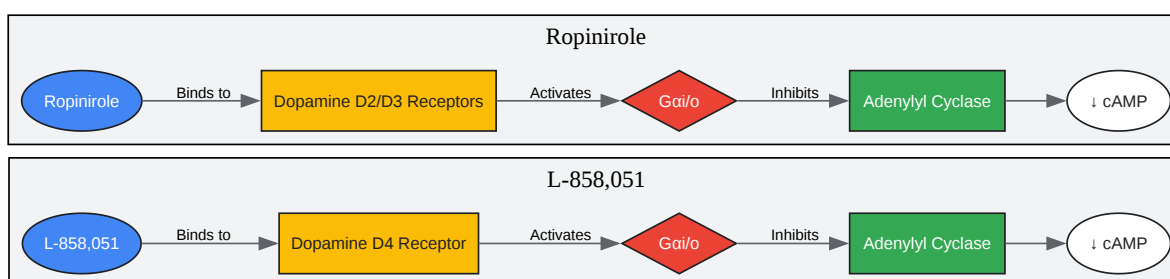 Ropinirole
Ropinirole Binds to Dopamine D2/D3 Receptors Activates Gαi/o Inhibits Adenylyl Cyclase ↓ cAMP
L-858,051
L-858,051 Binds to Dopamine D4 Receptor Activates Gαi/o Inhibits Adenylyl Cyclase ↓ cAMP